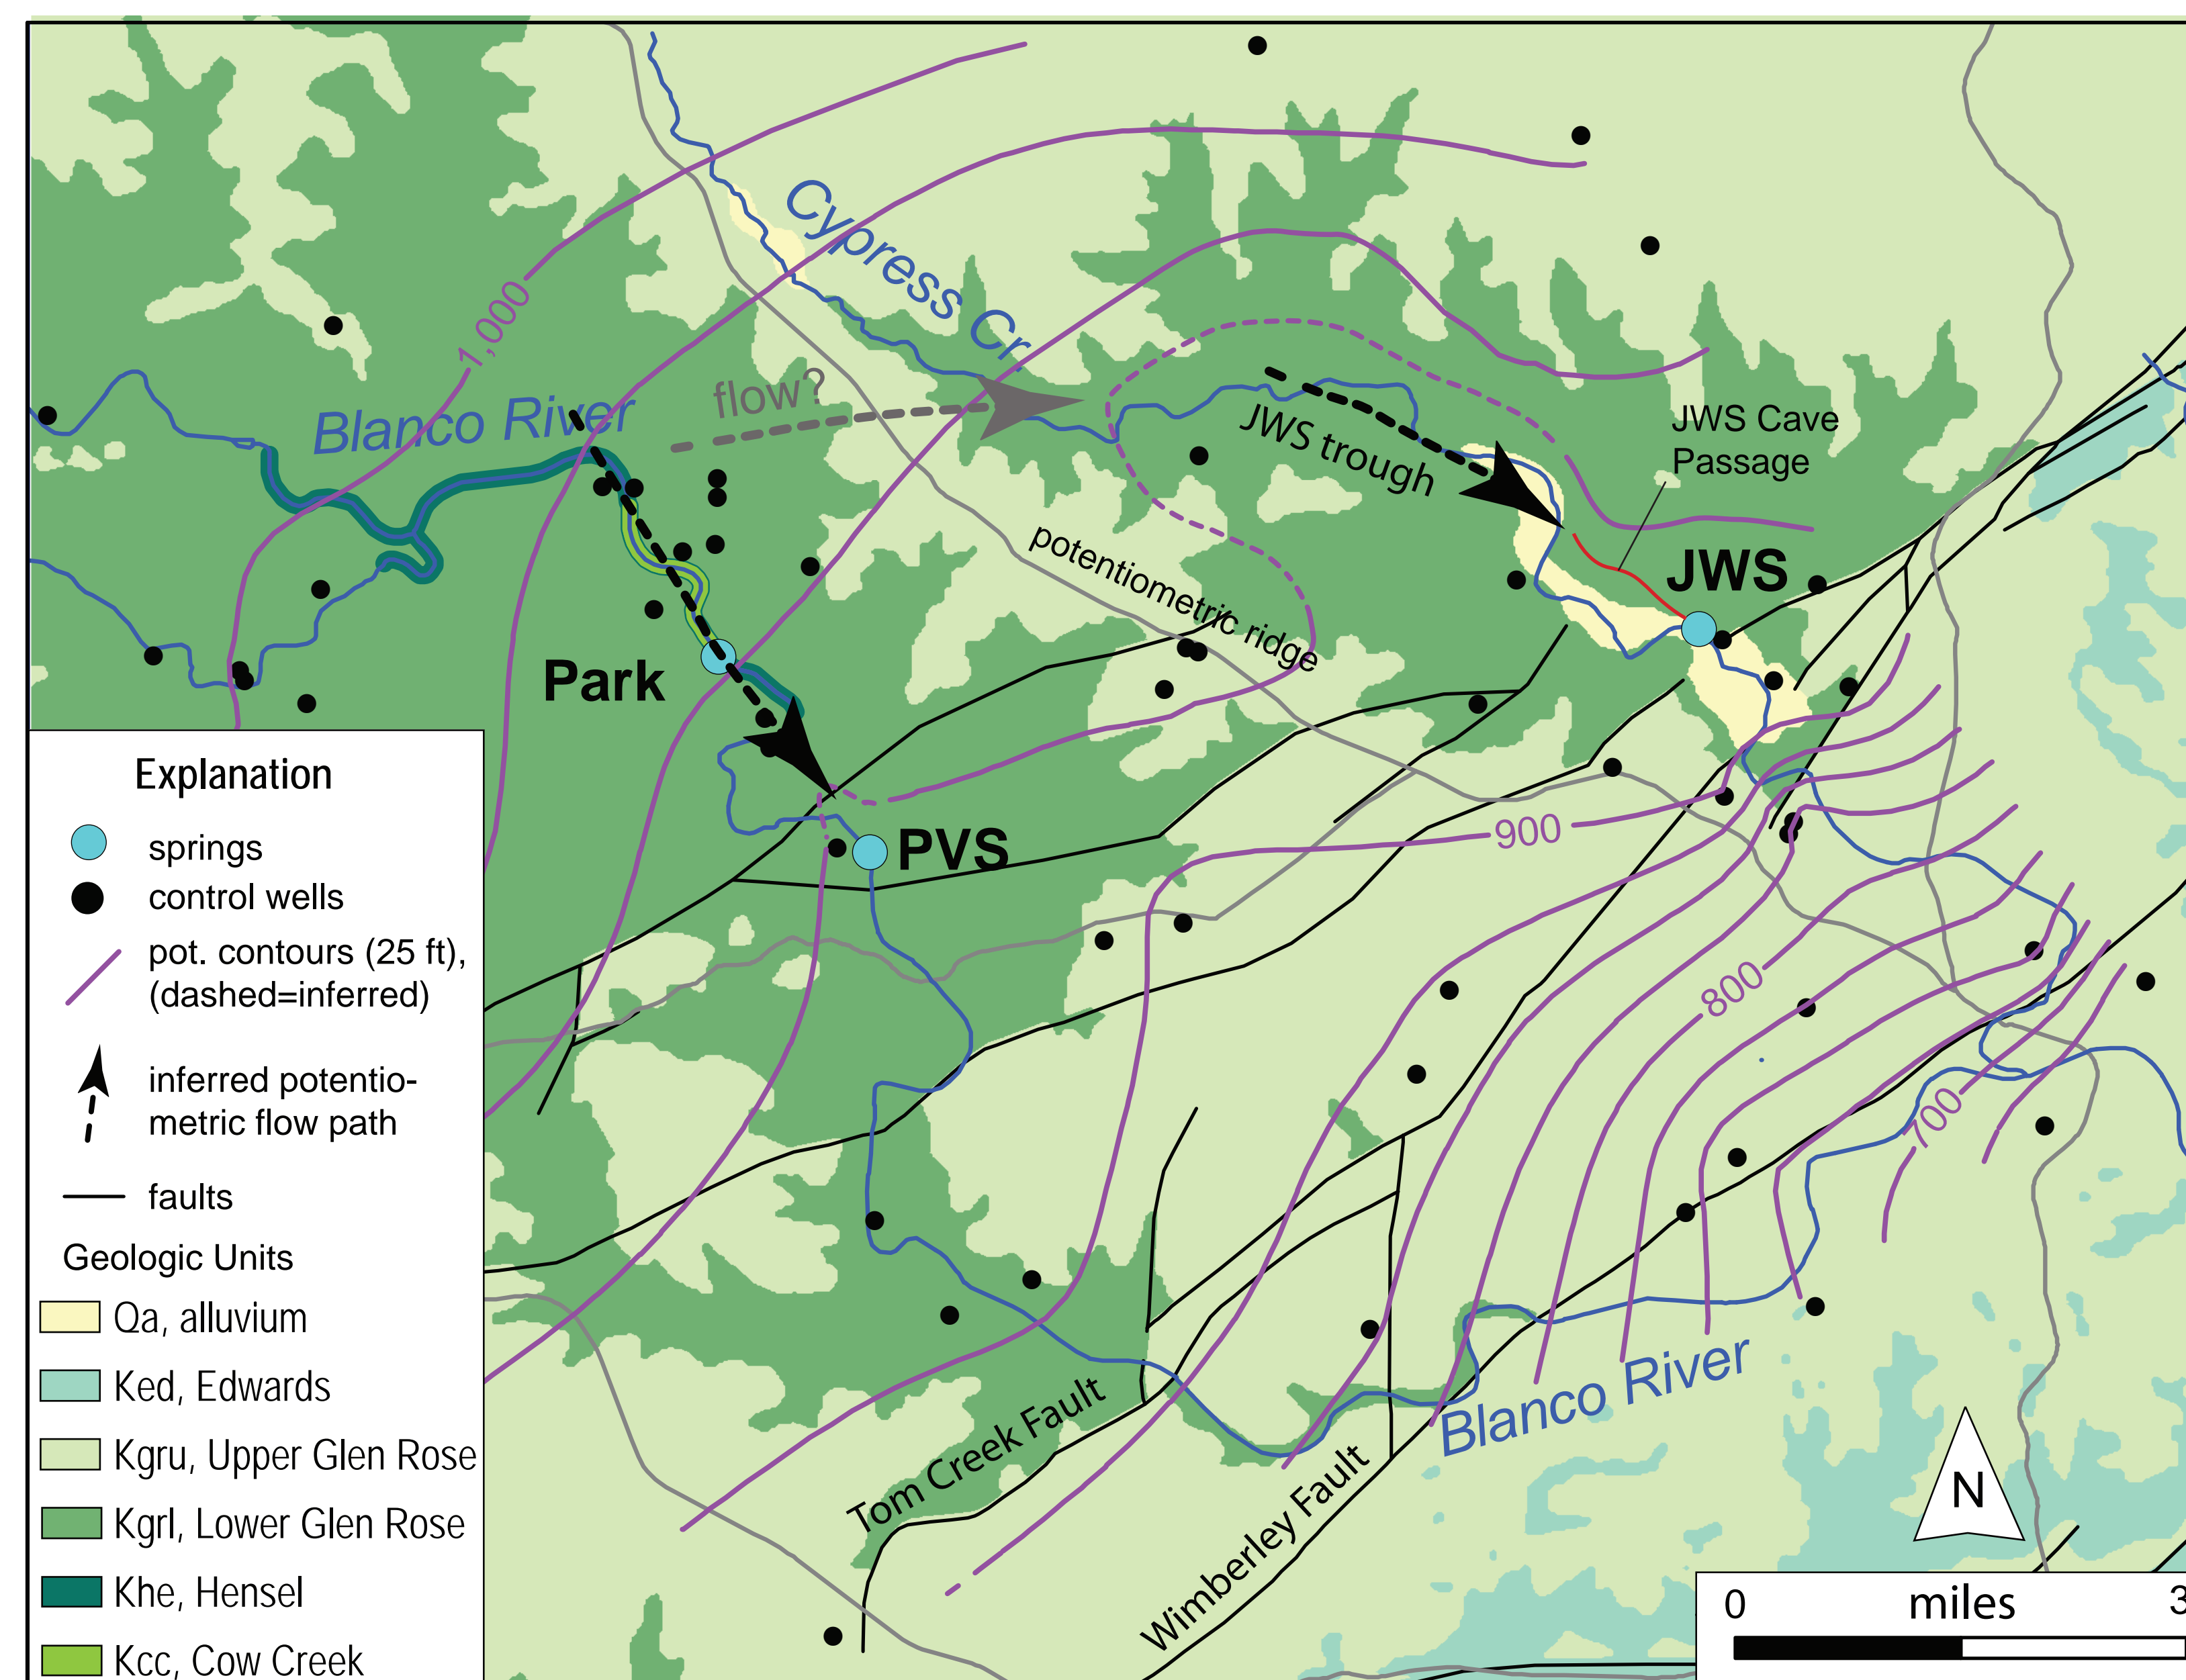 Cypress Cr
1,000
Blanco River
flow?
JWS trough
JWS Cave
Passage
potentiometric ridge
JWS
Park
PVS
900
800
700
Tom Creek Fault
Wimberley Fault
Blanco River
N
0 miles 3
Explanation
springs
control wells
pot. contours (25 ft),
(dashed=inferred)
inferred potentio-
metric flow path
faults
Geologic Units
Qa, alluvium
Ked, Edwards
Kgru, Upper Glen Rose
Kgrl, Lower Glen Rose
Khe, Hensel
Kcc, Cow Creek